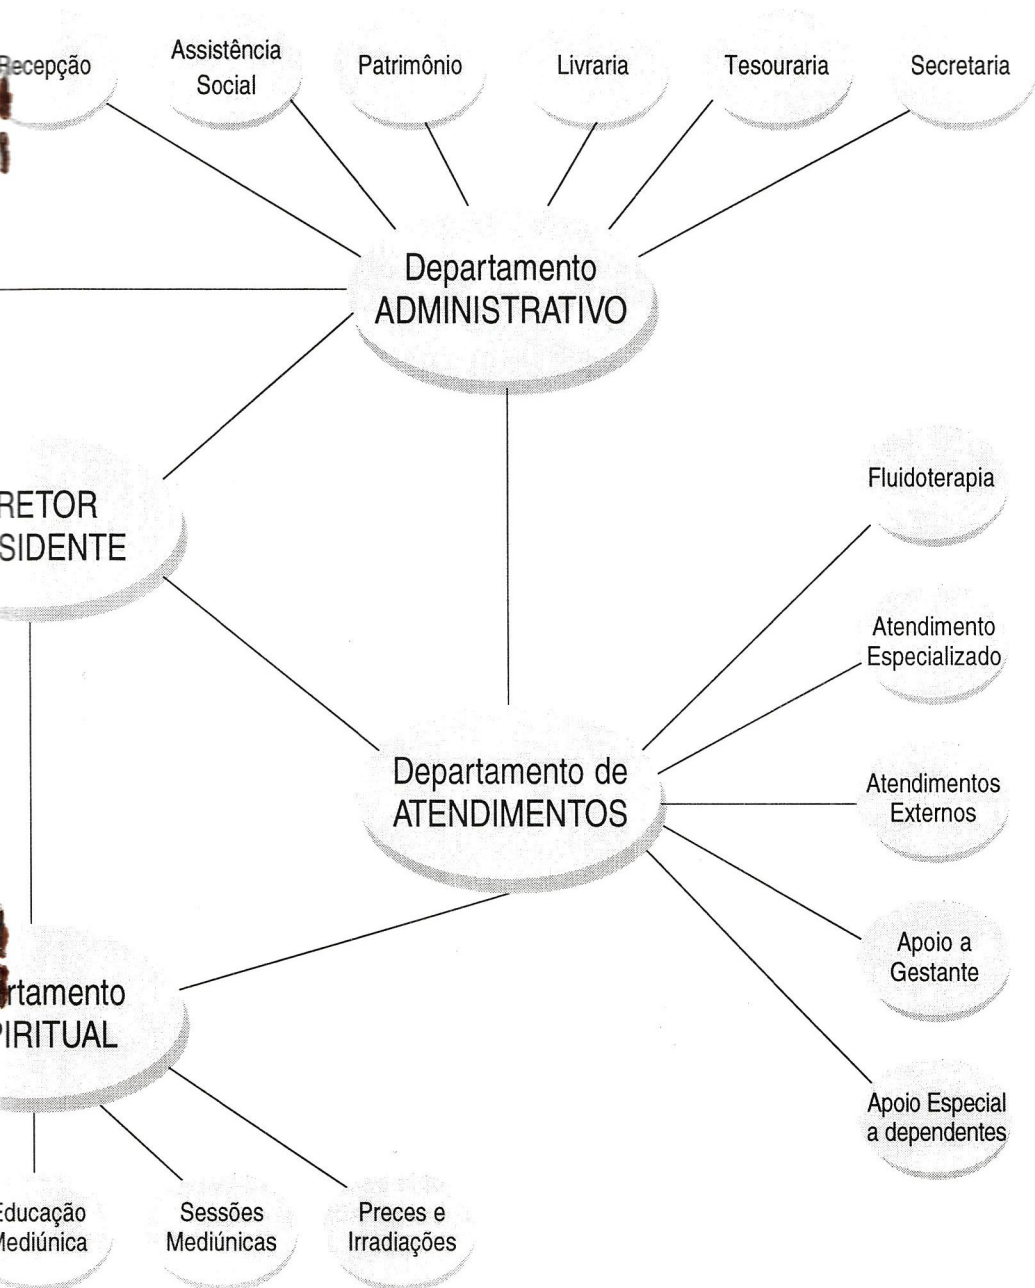 Recepção
Assistência
Social
Patrimônio
Livraria
Tesouraria
Secretaria
Departamento
ADMINISTRATIVO
RETOR
SIDENTE
Fluidoterapia
Atendimento
Especializado
Departamento de
ATENDIMENTOS
Atendimentos
Externos
Apoio a
Gestante
rtamento
PIRITUAL
Apoio Especial
a dependentes
Educação
Mediúnica
Sessões
Mediúnicas
Preces e
Irradiações